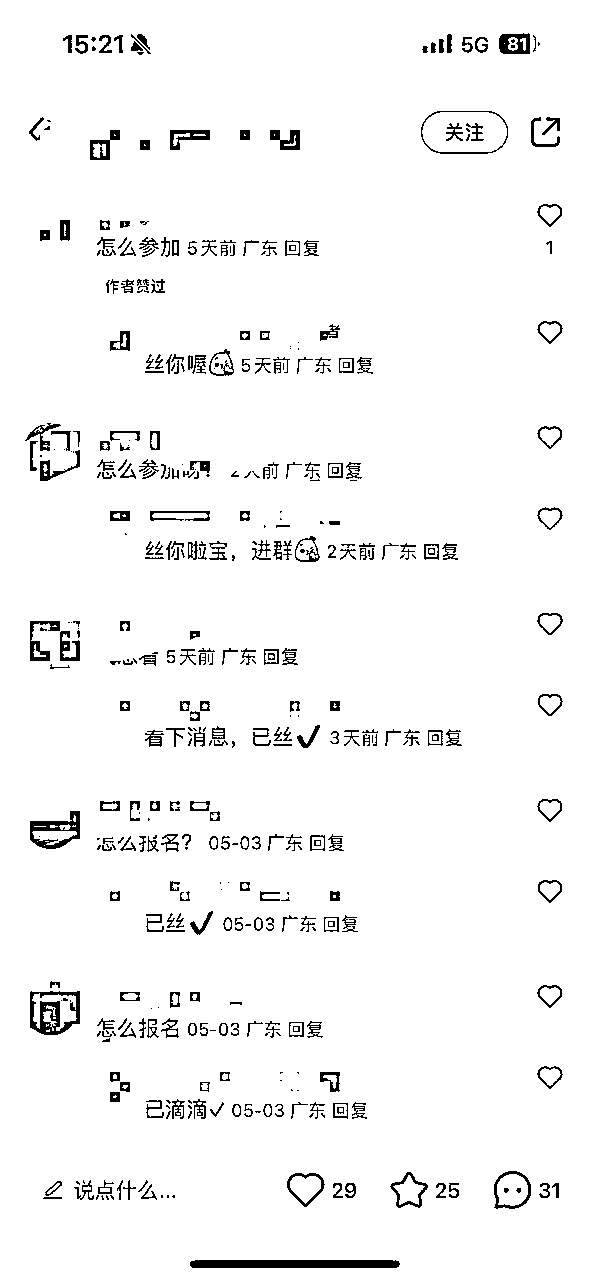 15:21 5G 81
关注
怎么参加 5天前 广东 回复
1
作者赞过
者
丝你喔 5天前 广东 回复
怎么参加 天前 广东 回复
丝你啦宝，进群 2天前 广东 回复
看 5天前 广东 回复
看下消息，已丝✔ 3天前 广东 回复
怎么报名？ 05-03 广东 回复
已丝✔ 05-03 广东 回复
怎么报名 05-03 广东 回复
已滴滴✓ 05-03 广东 回复
说点什么... 29 25 31